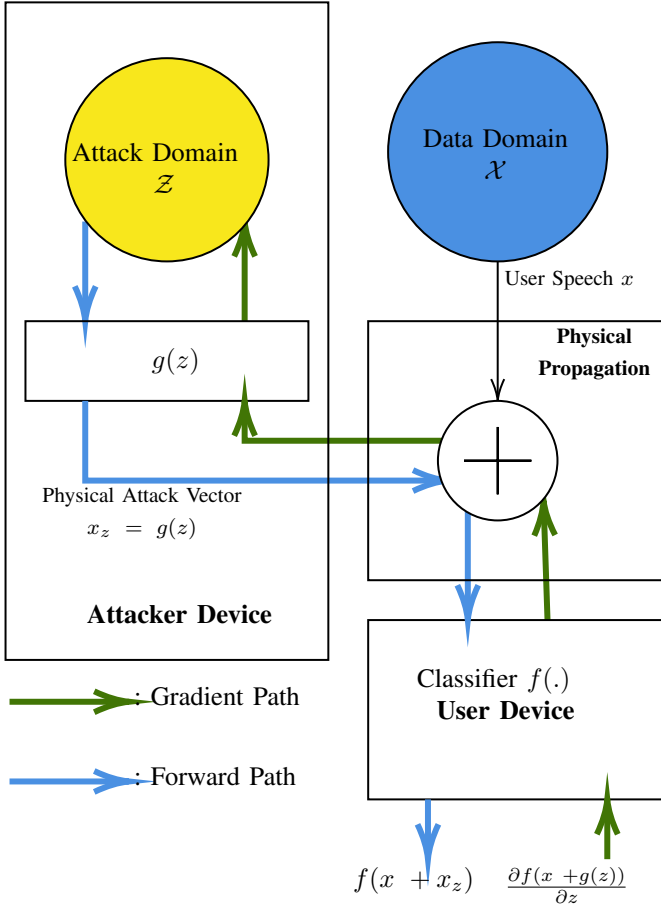 Attack Domain
𝒵
Data Domain
𝒳
User Speech x
g(z)
Physical
Propagation
Physical Attack Vector
x_z = g(z)
Attacker Device
Classifier f(.)
User Device
: Gradient Path
: Forward Path
f(x + x_z)
∂f(x +g(z))
∂z